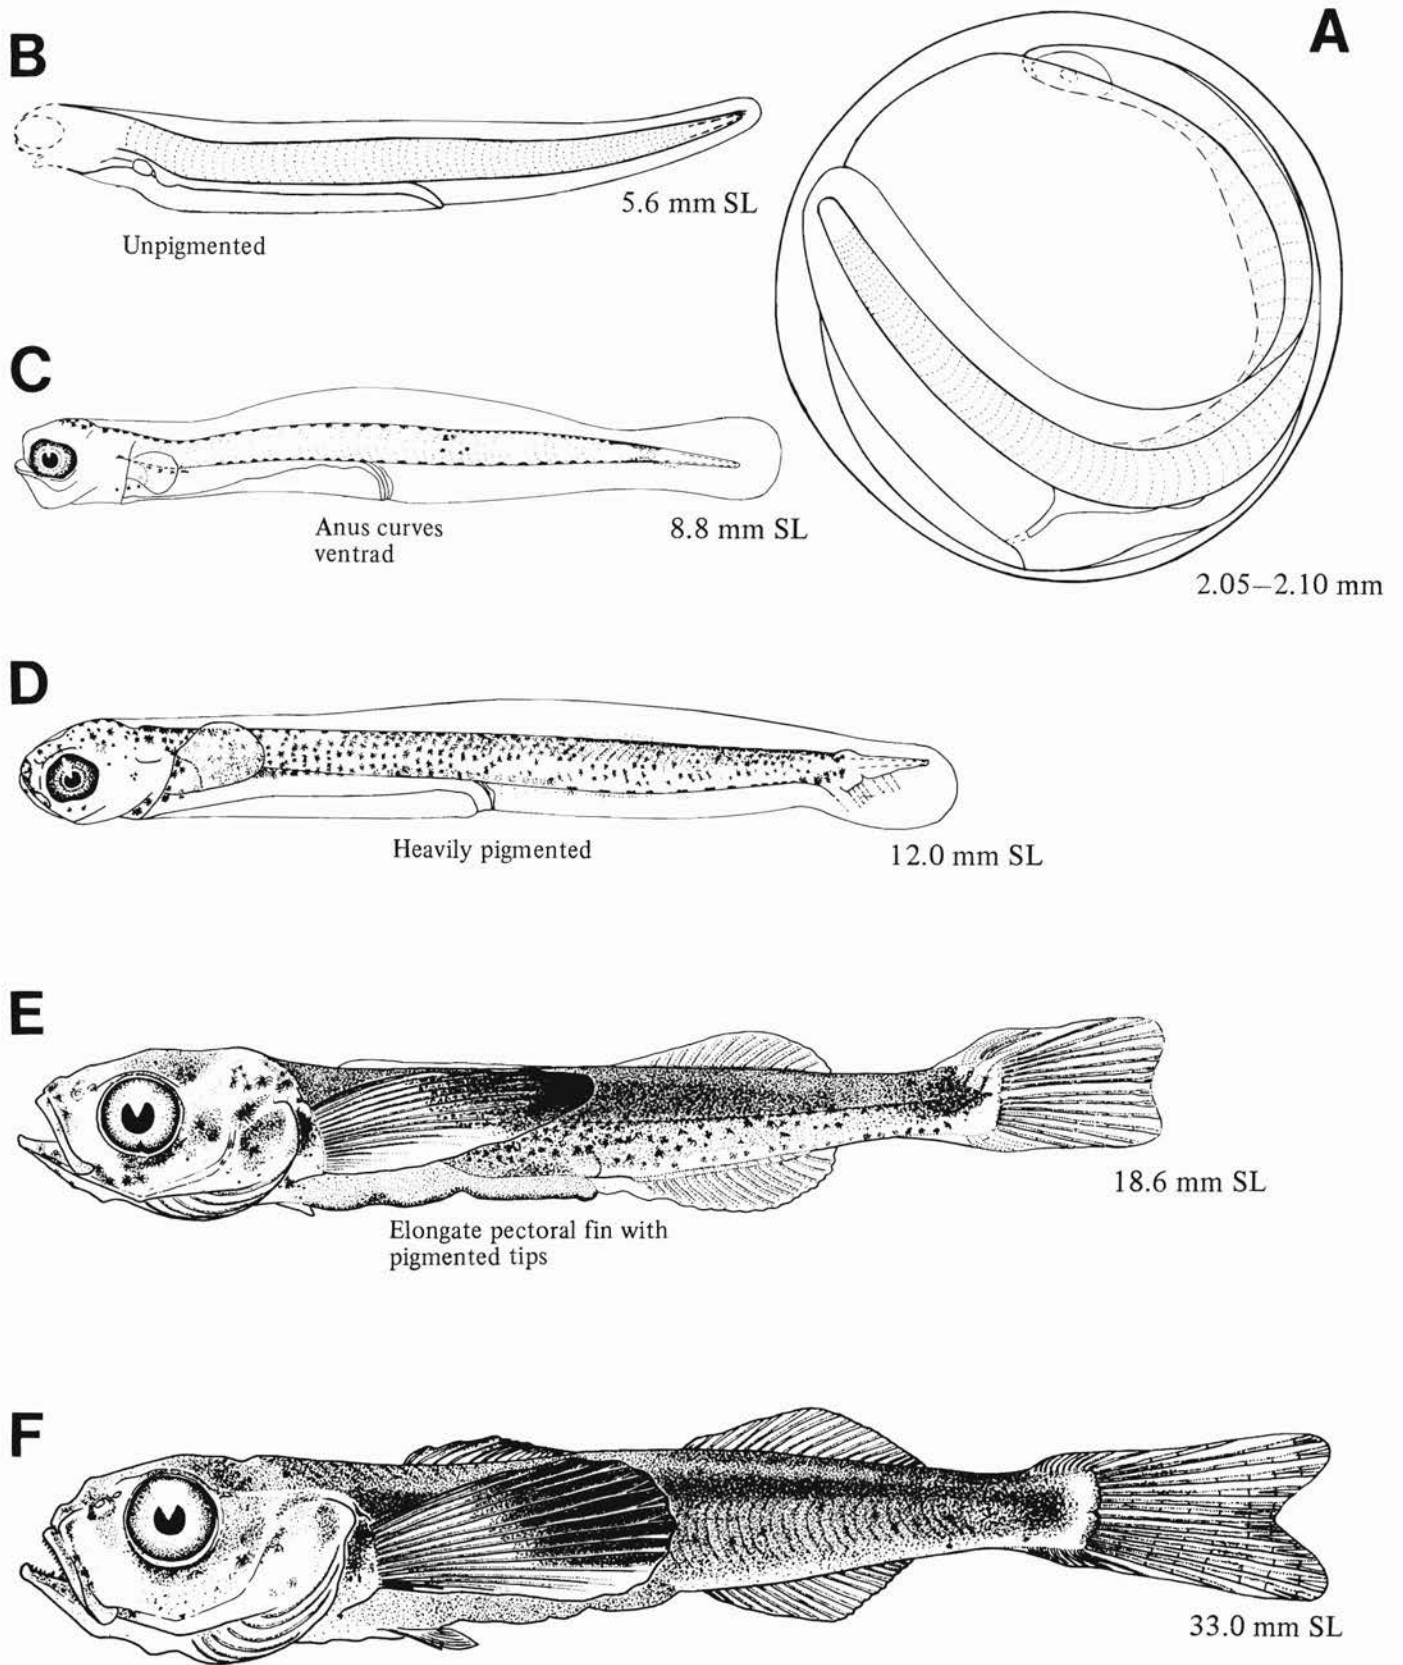 A
B
5.6 mm SL
Unpigmented
C
Anus curves
ventrad
8.8 mm SL
2.05–2.10 mm
D
Heavily pigmented
12.0 mm SL
E
18.6 mm SL
Elongate pectoral fin with
pigmented tips
F
33.0 mm SL